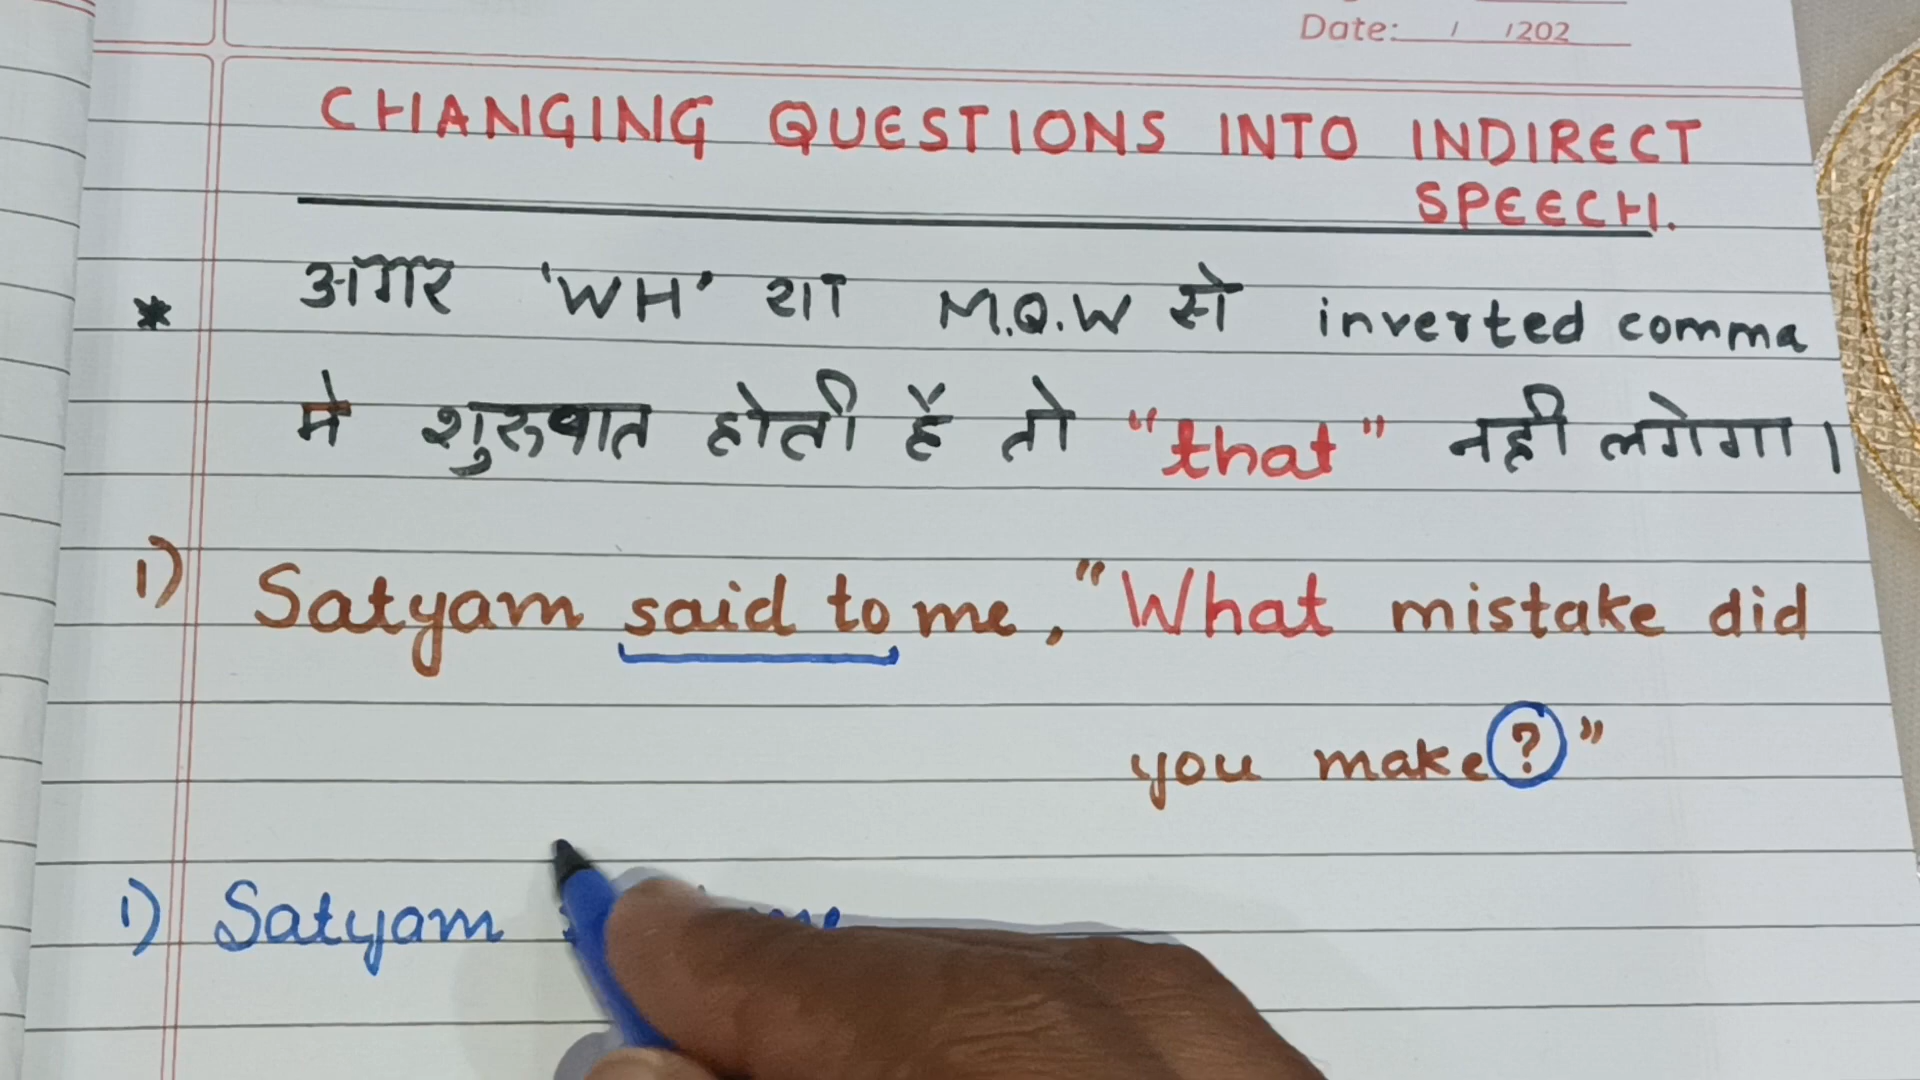 Date: / /202
CHANGING QUESTIONS INTO INDIRECT
SPEECH.
* अगर 'WH' या M.Q.W से inverted comma
मे शुरुवात होती हैं तो "that" नही लगेगा।
1) Satyam said to me, "What mistake did
you make?"
1) Satyam me